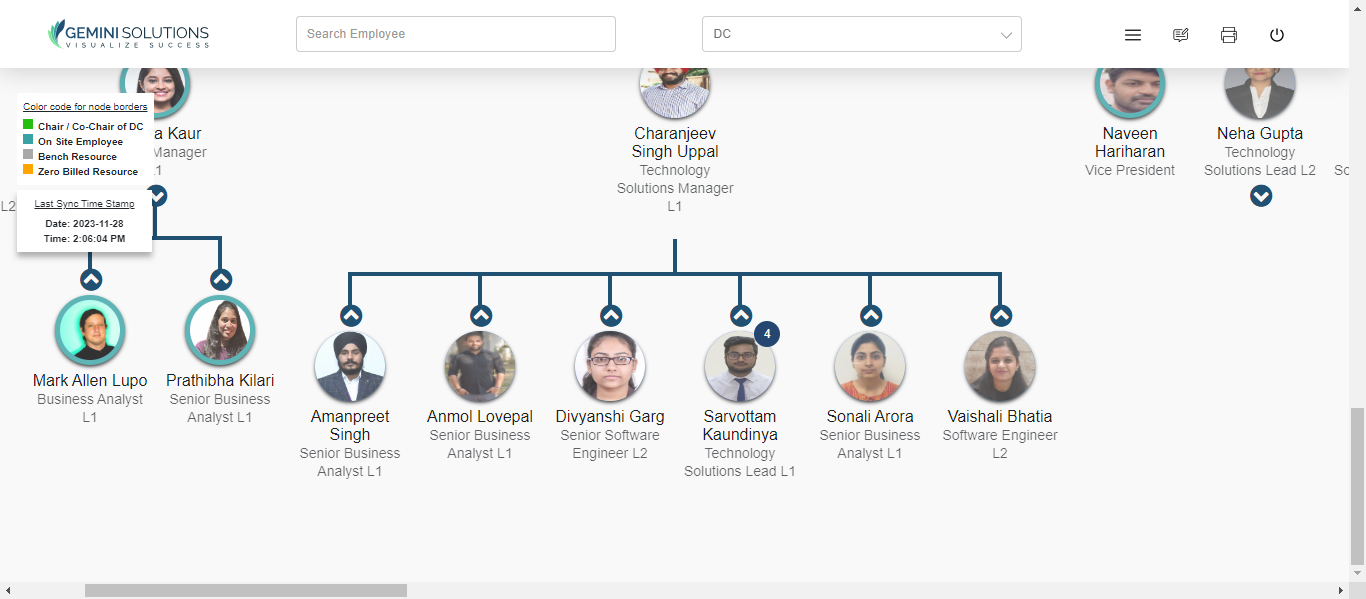 GEMINI SOLUTIONS
VISUALIZE SUCCESS
Search Employee
DC
Color code for node borders
Chair / Co-Chair of DC
On Site Employee
Bench Resource
Zero Billed Resource
Last Sync Time Stamp
Date: 2023-11-28
Time: 2:06:04 PM
L2
a Kaur
Manager
L1
Charanjeev
Singh Uppal
Technology
Solutions Manager
L1
Naveen
Hariharan
Vice President
Neha Gupta
Technology
Solutions Lead L2
Sc
Mark Allen Lupo
Business Analyst
L1
Prathibha Kilari
Senior Business
Analyst L1
Amanpreet
Singh
Senior Business
Analyst L1
Anmol Lovepal
Senior Business
Analyst L1
Divyanshi Garg
Senior Software
Engineer L2
4
Sarvottam
Kaundinya
Technology
Solutions Lead L1
Sonali Arora
Senior Business
Analyst L1
Vaishali Bhatia
Software Engineer
L2